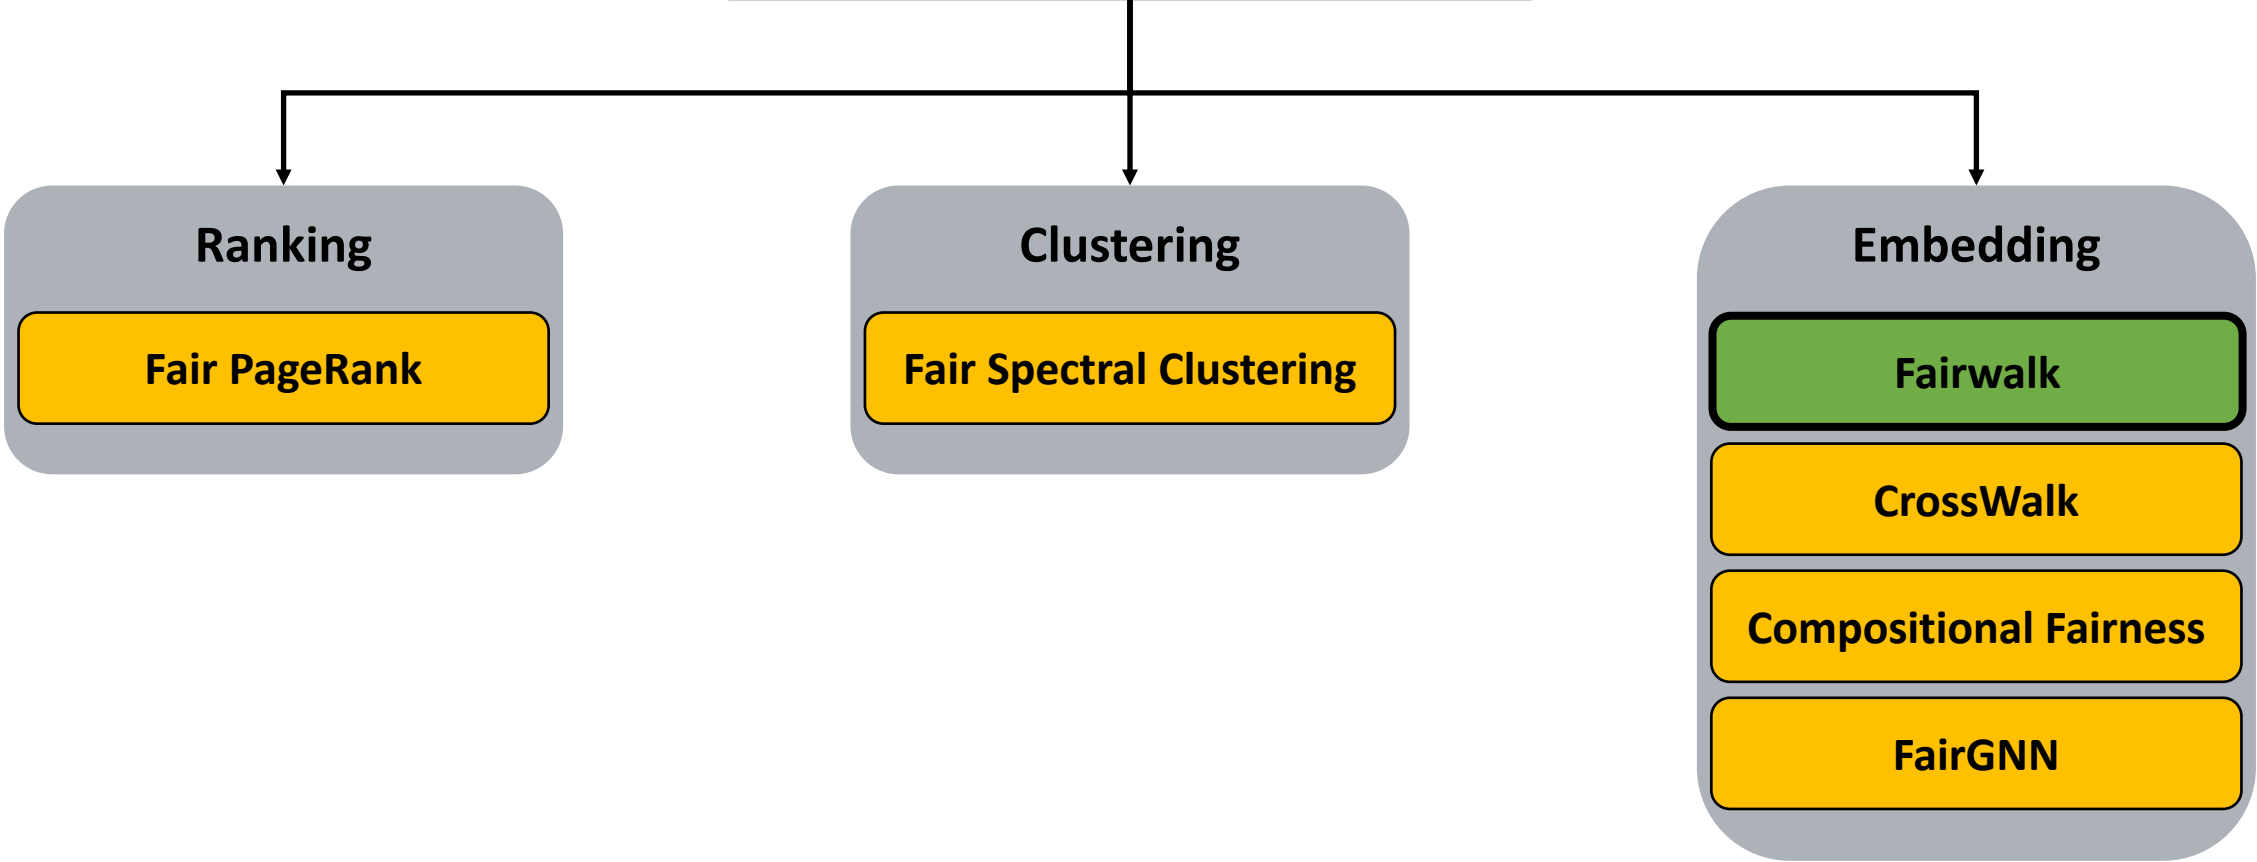 Ranking
Fair PageRank
Clustering
Fair Spectral Clustering
Embedding
Fairwalk
CrossWalk
Compositional Fairness
FairGNN